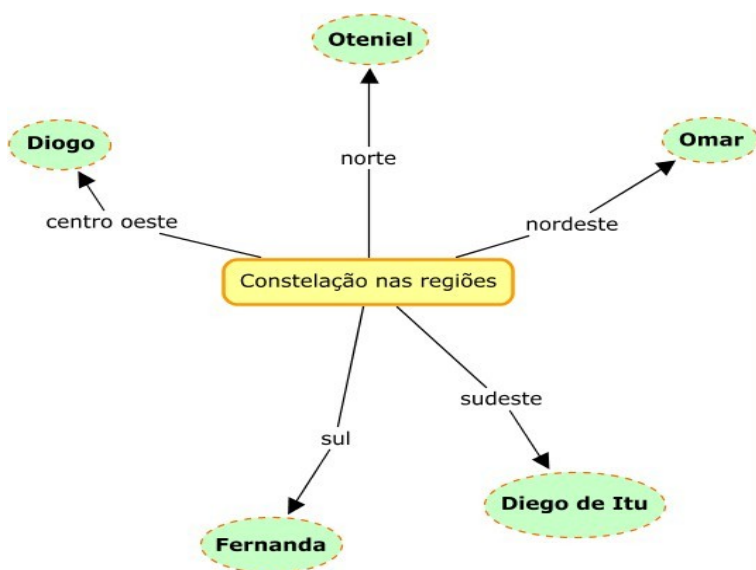 Oteniel
Diogo
Omar
norte
centro oeste
nordeste
Constelação nas regiões
sudeste
sul
Diego de Itu
Fernanda